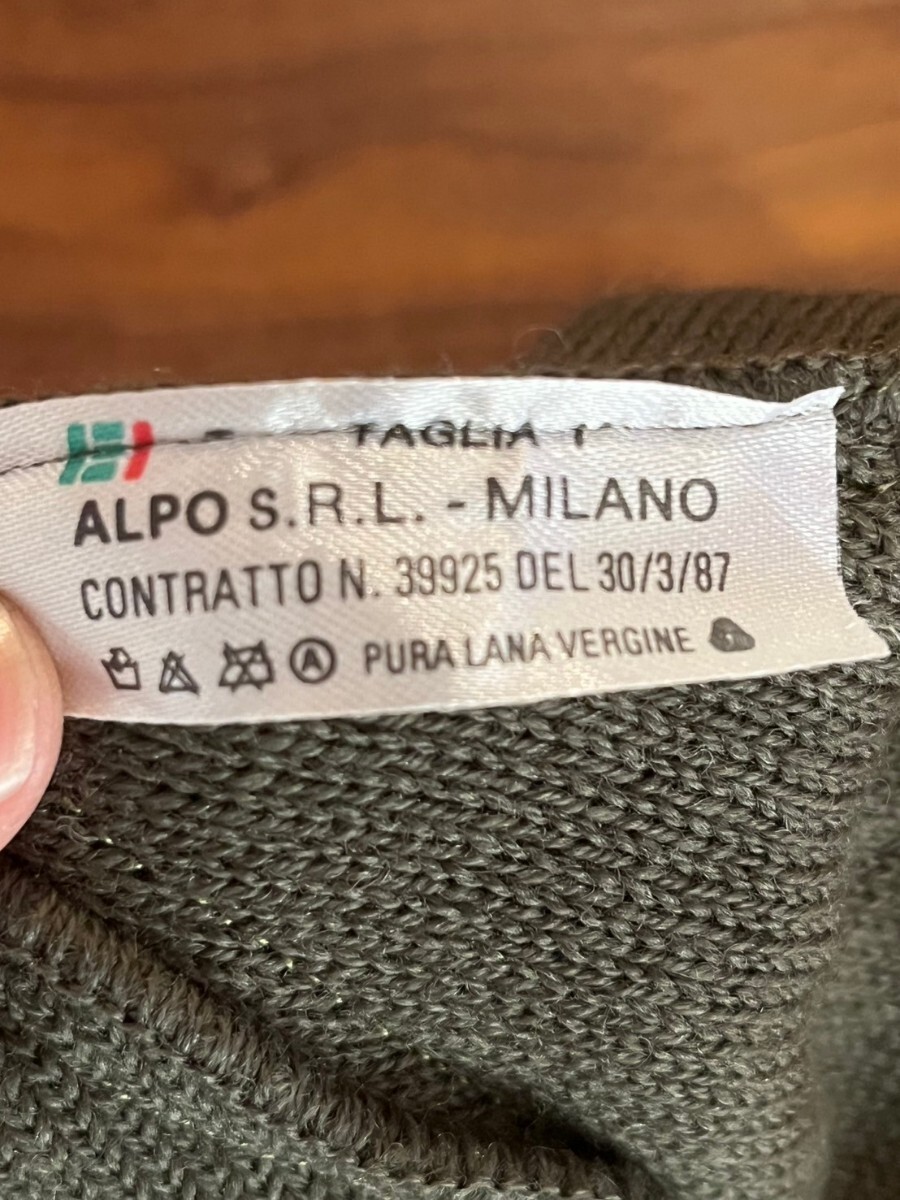 TAGLIA
ALPO S.R.L. - MILANO
CONTRATTO N. 39925 DEL 30/3/87
A PURA LANA VERGINE